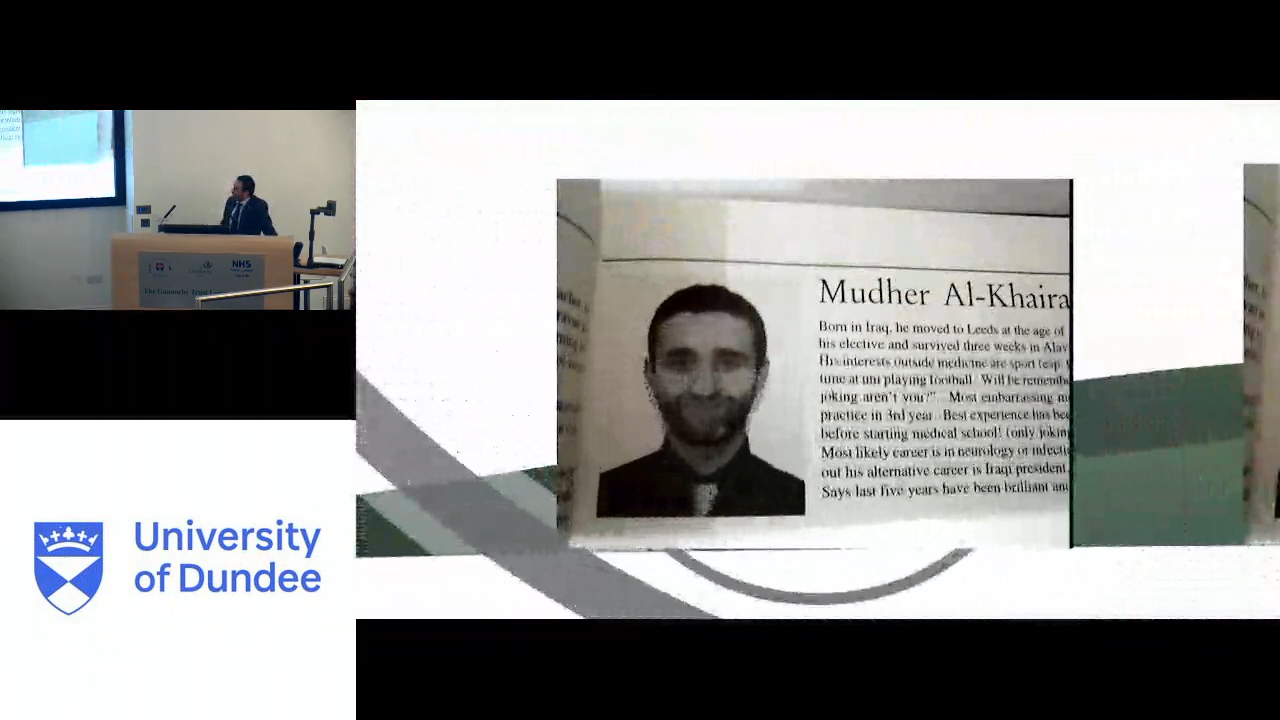 NHS
University
of Dundee
Mudher Al-Khaira
Born in Iraq, he moved to Leeds at the age of
his elective and survived three weeks in Alav
His interests outside medicine are sport
time at uni playing football. Will be rememb
joking aren't you?". Most embarrassing m
practice in 3rd year. Best experience has bee
before starting medical school! (only jokin
Most likely career is in neurology or infecti
out his alternative career is Iraqi president.
Says last five years have been brilliant and